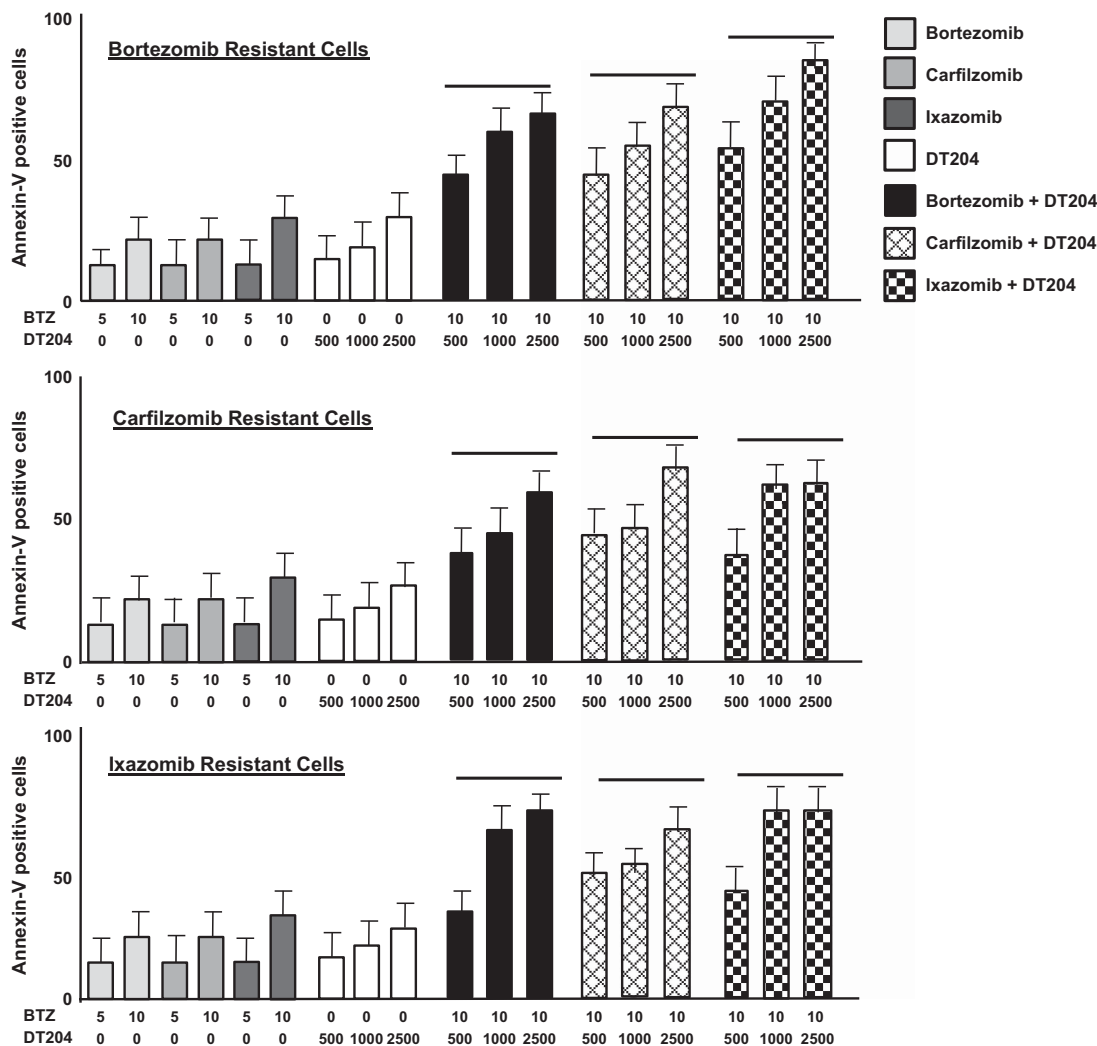 100
50
0
Annexin-V positive cells
Bortezomib Resistant Cells
BTZ 5 10 5 10 5 10 0 0 0 10 10 10 10 10 10 10 10 10
DT204 0 0 0 0 0 0 500 1000 2500 500 1000 2500 500 1000 2500 500 1000 2500
Bortezomib
Carfilzomib
Ixazomib
DT204
Bortezomib + DT204
Carfilzomib + DT204
Ixazomib + DT204
100
50
0
Annexin-V positive cells
Carfilzomib Resistant Cells
BTZ 5 10 5 10 5 10 0 0 0 10 10 10 10 10 10 10 10 10
DT204 0 0 0 0 0 0 500 1000 2500 500 1000 2500 500 1000 2500 500 1000 2500
100
50
0
Annexin-V positive cells
Ixazomib Resistant Cells
BTZ 5 10 5 10 5 10 0 0 0 10 10 10 10 10 10 10 10 10
DT204 0 0 0 0 0 0 500 1000 2500 500 1000 2500 500 1000 2500 500 1000 2500